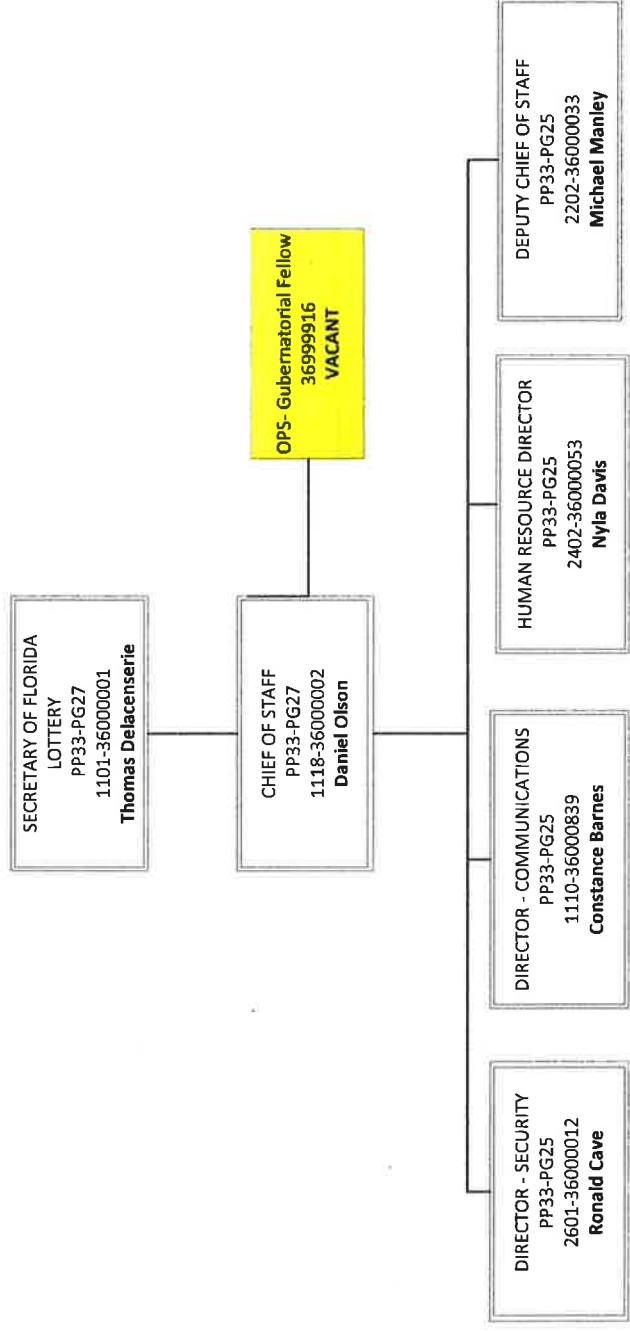 SECRETARY OF FLORIDA
LOTTERY
PP33-PG27
1101-36000001
Thomas Delacenserie
CHIEF OF STAFF
PP33-PG27
1118-36000002
Daniel Olson
OPS- Gubernatorial Fellow
36999916
VACANT
DIRECTOR - SECURITY
PP33-PG25
2601-36000012
Ronald Cave
DIRECTOR - COMMUNICATIONS
PP33-PG25
1110-36000839
Constance Barnes
HUMAN RESOURCE DIRECTOR
PP33-PG25
2402-36000053
Nyla Davis
DEPUTY CHIEF OF STAFF
PP33-PG25
2202-36000033
Michael Manley